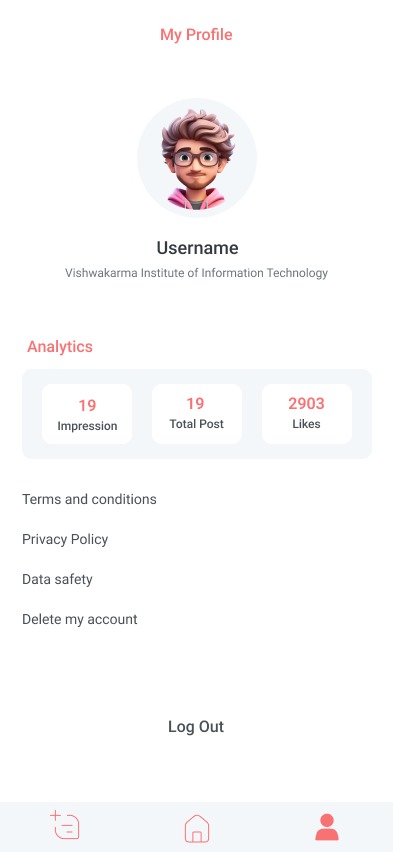 My Profile
Username
Vishwakarma Institute of Information Technology
Analytics
19
Impression
19
Total Post
2903
Likes
Terms and conditions
Privacy Policy
Data safety
Delete my account
Log Out